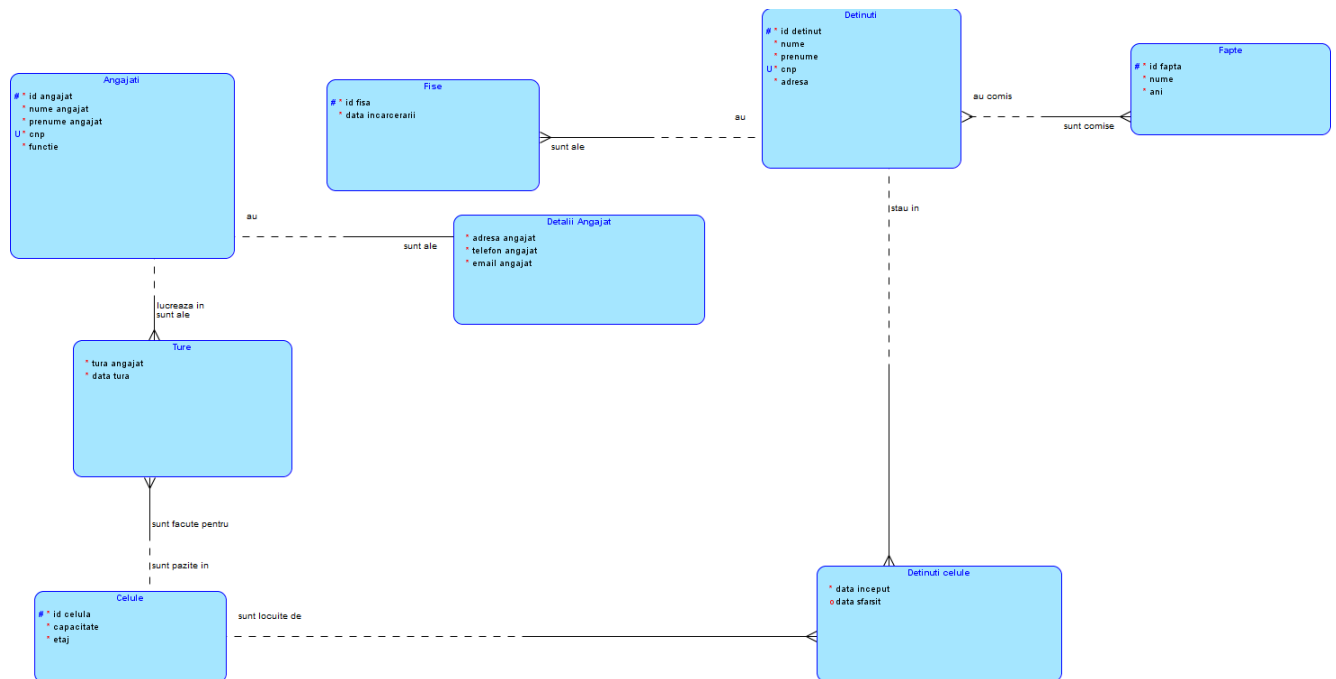 Detinuti
# * id detinut
* nume
* prenume
U * cnp
* adresa
Fapte
# * id fapta
* nume
* ani
au comis
sunt comise
Angajati
# * id angajat
* nume angajat
* prenume angajat
U * cnp
* functie
Fise
# * id fisa
* data incarcerarii
au
sunt ale
stau in
au
sunt ale
Detalii Angajat
* adresa angajat
* telefon angajat
* email angajat
lucreaza in
sunt ale
Ture
* tura angajat
* data tura
sunt facute pentru
sunt pazite in
Celule
# * id celula
* capacitate
* etaj
sunt locuite de
Detinuti celule
* data inceput
o data sfarsit